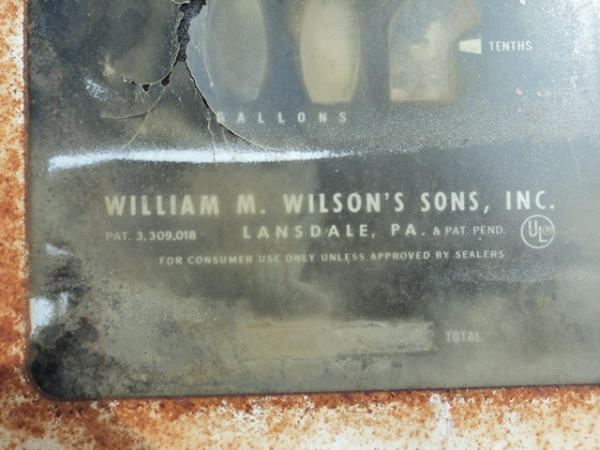 TENTHS
GALLONS
WILLIAM M. WILSON'S SONS, INC.
PAT. 3,309,018 LANSDALE, PA. & PAT. PEND. UL
FOR CONSUMER USE ONLY UNLESS APPROVED BY SEALERS
TOTAL